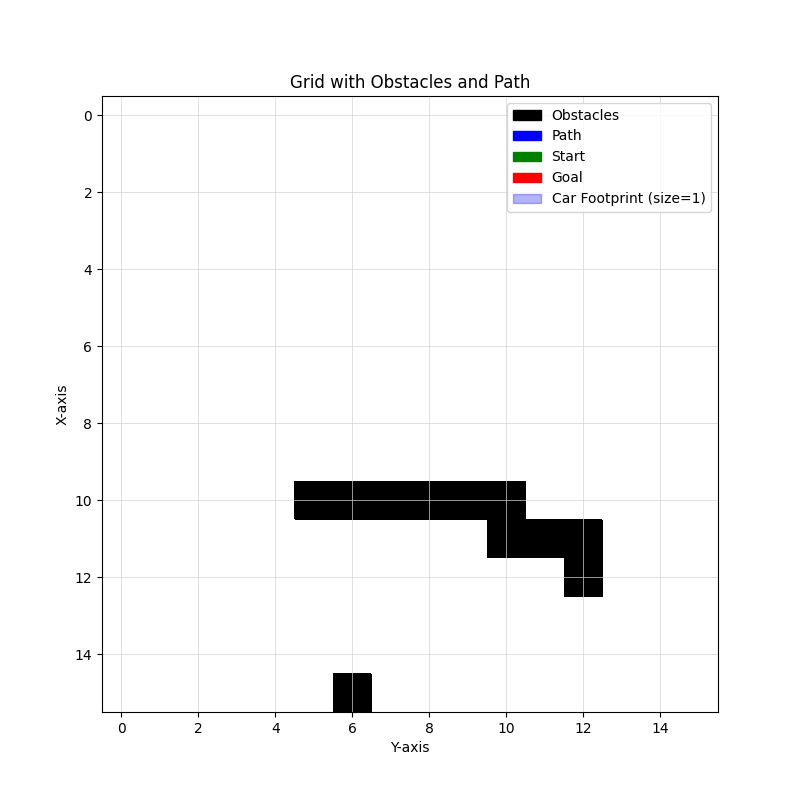 Grid with Obstacles and Path
Obstacles
Path
Start
Goal
Car Footprint (size=1)
X-axis
0
2
4
6
8
10
12
14
0 2 4 6 8 10 12 14
Y-axis